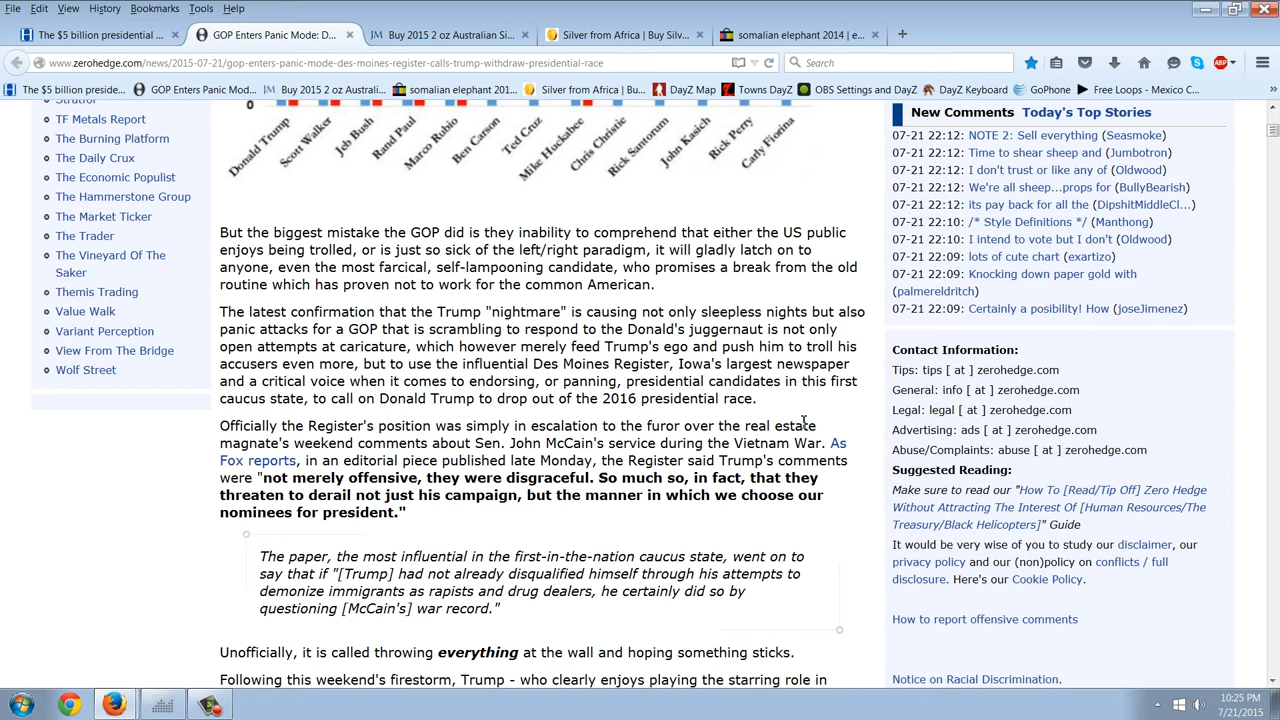 File Edit View History Bookmarks Tools Help
The $5 billion presidential ... × GOP Enters Panic Mode: D... × Buy 2015 2 oz Australian Si... × Silver from Africa | Buy Silv... × somalian elephant 2014 | e... ×
www.zerohedge.com/news/2015-07-21/gop-enters-panic-mode-des-moines-register-calls-trump-withdraw-presidential-race Search ABP
The $5 billion preside... GOP Enters Panic Mod... Buy 2015 2 oz Australi... somalian elephant 201... Silver from Africa | Bu... DayZ Map Towns DayZ OBS Settings and DayZ DayZ Keyboard GoPhone Free Loops - Mexico C...
Stratfor
TF Metals Report
The Burning Platform
The Daily Crux
The Economic Populist
The Hammerstone Group
The Market Ticker
The Trader
The Vineyard Of The
Saker
Themis Trading
Value Walk
Variant Perception
View From The Bridge
Wolf Street
0
Donald Trump
Scott Walker
Jeb Bush
Rand Paul
Marco Rubio
Ben Carson
Ted Cruz
Mike Huckabee
Chris Christie
Rick Santorum
John Kasich
Rick Perry
Carly Fiorina
But the biggest mistake the GOP did is they inability to comprehend that either the US public
enjoys being trolled, or is just so sick of the left/right paradigm, it will gladly latch on to
anyone, even the most farcical, self-lampooning candidate, who promises a break from the old
routine which has proven not to work for the common American.
The latest confirmation that the Trump "nightmare" is causing not only sleepless nights but also
panic attacks for a GOP that is scrambling to respond to the Donald's juggernaut is not only
open attempts at caricature, which however merely feed Trump's ego and push him to troll his
accusers even more, but to use the influential Des Moines Register, Iowa's largest newspaper
and a critical voice when it comes to endorsing, or panning, presidential candidates in this first
caucus state, to call on Donald Trump to drop out of the 2016 presidential race.
Officially the Register's position was simply in escalation to the furor over the real estate
magnate's weekend comments about Sen. John McCain's service during the Vietnam War. As
Fox reports, in an editorial piece published late Monday, the Register said Trump's comments
were "not merely offensive, they were disgraceful. So much so, in fact, that they
threaten to derail not just his campaign, but the manner in which we choose our
nominees for president."
The paper, the most influential in the first-in-the-nation caucus state, went on to
say that if "[Trump] had not already disqualified himself through his attempts to
demonize immigrants as rapists and drug dealers, he certainly did so by
questioning [McCain's] war record."
Unofficially, it is called throwing everything at the wall and hoping something sticks.
Following this weekend's firestorm, Trump - who clearly enjoys playing the starring role in
New Comments Today's Top Stories
07-21 22:12: NOTE 2: Sell everything (Seasmoke)
07-21 22:12: Time to shear sheep and (Jumbotron)
07-21 22:12: I don't trust or like any of (Oldwood)
07-21 22:12: We're all sheep...props for (BullyBearish)
07-21 22:12: its pay back for all the (DipshitMiddleCl...)
07-21 22:10: /* Style Definitions */ (Manthong)
07-21 22:10: I intend to vote but I don't (Oldwood)
07-21 22:09: lots of cute chart (exartizo)
07-21 22:09: Knocking down paper gold with
(palmereldritch)
07-21 22:09: Certainly a posibility! How (joseJimenez)
Contact Information:
Tips: tips [ at ] zerohedge.com
General: info [ at ] zerohedge.com
Legal: legal [ at ] zerohedge.com
Advertising: ads [ at ] zerohedge.com
Abuse/Complaints: abuse [ at ] zerohedge.com
Suggested Reading:
Make sure to read our "How To [Read/Tip Off] Zero Hedge
Without Attracting The Interest Of [Human Resources/The
Treasury/Black Helicopters]" Guide
It would be very wise of you to study our disclaimer, our
privacy policy and our (non)policy on conflicts / full
disclosure. Here's our Cookie Policy.
How to report offensive comments
Notice on Racial Discrimination.
10:25 PM
7/21/2015